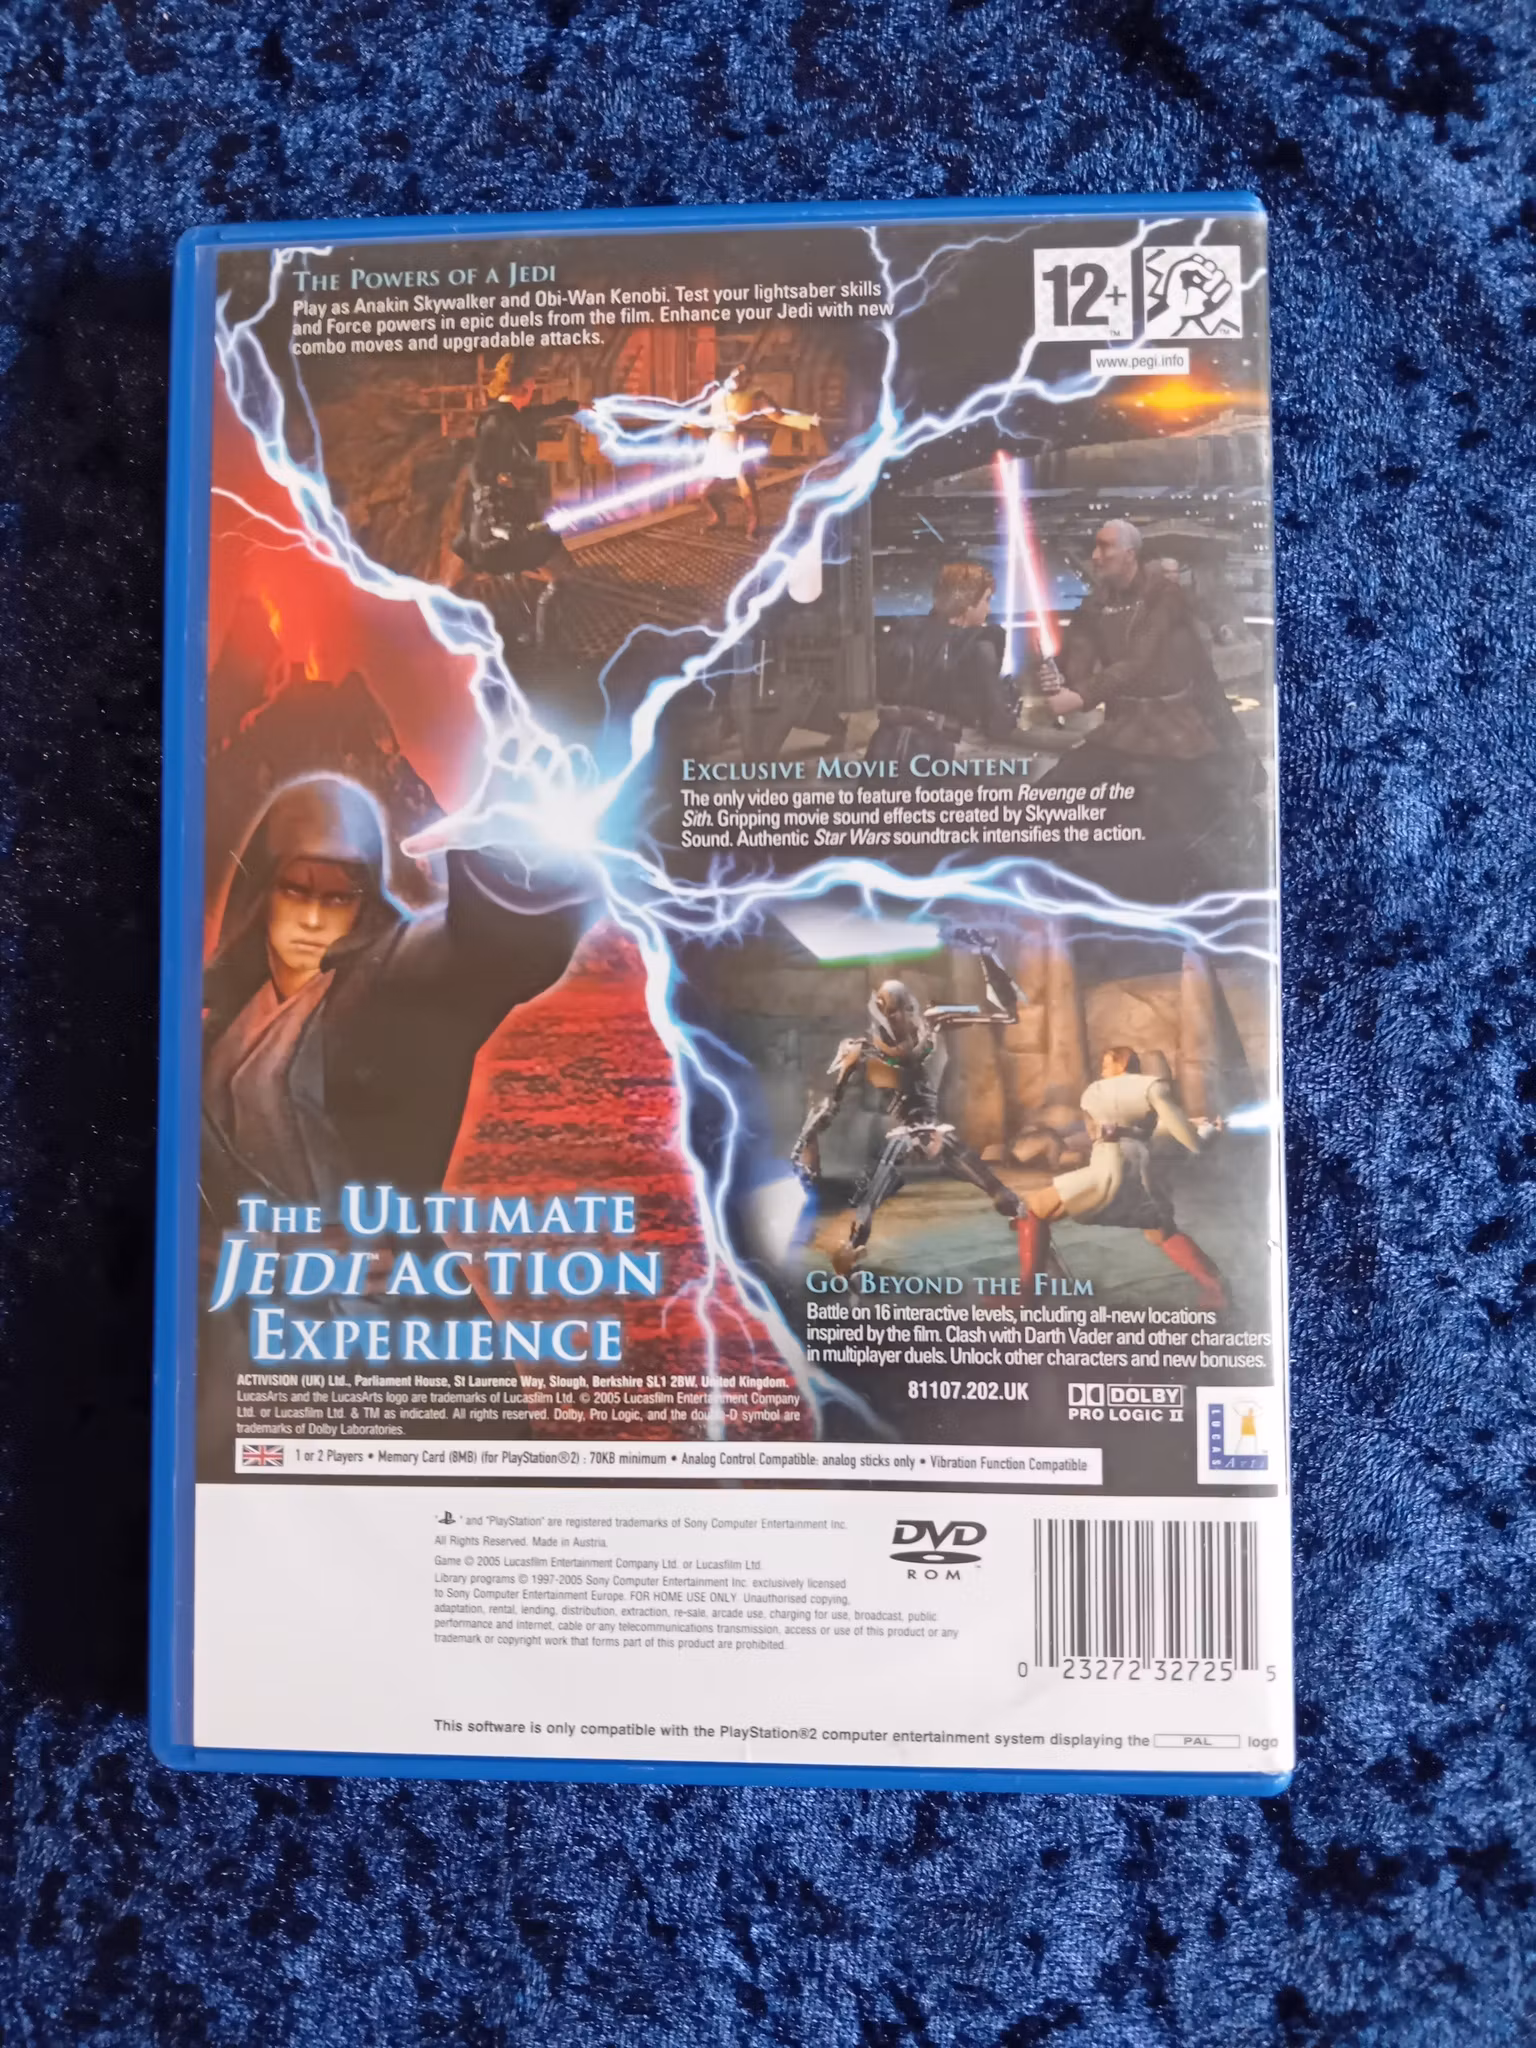 THE POWERS OF A JEDI
Play as Anakin Skywalker and Obi-Wan Kenobi. Test your lightsaber skills
and Force powers in epic duels from the film. Enhance your Jedi with new
combo moves and upgradable attacks.
12+
™
™
www.pegi.info
EXCLUSIVE MOVIE CONTENT
The only video game to feature footage from Revenge of the
Sith. Gripping movie sound effects created by Skywalker
Sound. Authentic Star Wars soundtrack intensifies the action.
THE ULTIMATE
JEDI™ ACTION
EXPERIENCE
GO BEYOND THE FILM
Battle on 16 interactive levels, including all-new locations
inspired by the film. Clash with Darth Vader and other characters
in multiplayer duels. Unlock other characters and new bonuses.
ACTIVISION (UK) Ltd., Parliament House, St Laurence Way, Slough, Berkshire SL1 2BW, United Kingdom.
LucasArts and the LucasArts logo are trademarks of Lucasfilm Ltd. © 2005 Lucasfilm Entertainment Company
Ltd. or Lucasfilm Ltd. & TM as indicated. All rights reserved. Dolby, Pro Logic, and the double-D symbol are
trademarks of Dolby Laboratories.
81107.202.UK
DOLBY
PRO LOGIC II
LUCAS
Arts
1 or 2 Players • Memory Card (8MB) (for PlayStation®2) : 70KB minimum • Analog Control Compatible: analog sticks only • Vibration Function Compatible
" " and "PlayStation" are registered trademarks of Sony Computer Entertainment Inc.
All Rights Reserved. Made in Austria.
Game © 2005 Lucasfilm Entertainment Company Ltd. or Lucasfilm Ltd.
Library programs © 1997-2005 Sony Computer Entertainment Inc. exclusively licensed
to Sony Computer Entertainment Europe. FOR HOME USE ONLY. Unauthorised copying,
adaptation, rental, lending, distribution, extraction, re-sale, arcade use, charging for use, broadcast, public
performance and internet, cable or any telecommunications transmission, access or use of this product or any
trademark or copyright work that forms part of this product are prohibited.
DVD
™
ROM
0 23272 32725 5
This software is only compatible with the PlayStation®2 computer entertainment system displaying the PAL logo